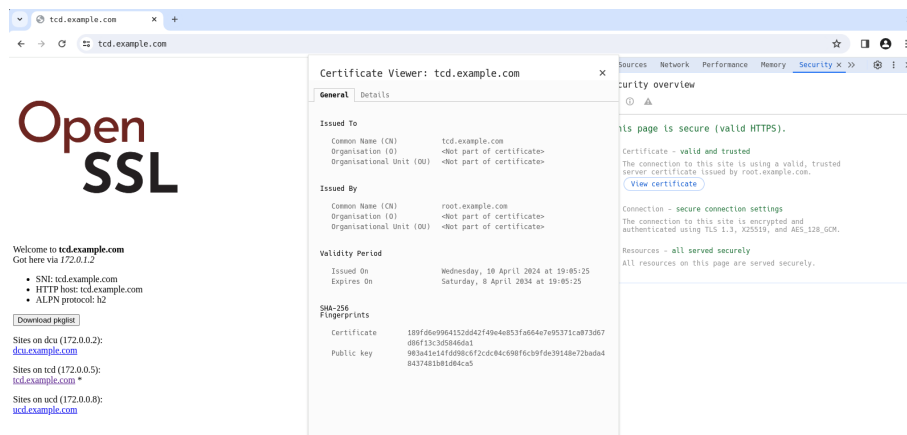 tcd.example.com
tcd.example.com
Open
SSL
Welcome to tcd.example.com
Got here via 172.0.1.2
• SNI: tcd.example.com
• HTTP host: tcd.example.com
• ALPN protocol: h2
Download pkglist
Sites on dcu (172.0.0.2):
dcu.example.com
Sites on tcd (172.0.0.5):
tcd.example.com *
Sites on ucd (172.0.0.8):
ucd.example.com
Certificate Viewer: tcd.example.com
General Details
Issued To
Common Name (CN) tcd.example.com
Organisation (O) <Not part of certificate>
Organisational Unit (OU) <Not part of certificate>
Issued By
Common Name (CN) root.example.com
Organisation (O) <Not part of certificate>
Organisational Unit (OU) <Not part of certificate>
Validity Period
Issued On Wednesday, 10 April 2024 at 19:05:25
Expires On Saturday, 8 April 2034 at 19:05:25
SHA-256
Fingerprints
Certificate 189fd6e9964152dd42f49e4e853fa664e7e95371ca073d67
d86f13c3d5846da1
Public key 903a41e14fdd98c6f2cdc04c698f6cb9fde39148e72bada4
8437481b01d04ca5
Sources Network Performance Memory Security
curity overview
his page is secure (valid HTTPS).
Certificate – valid and trusted
The connection to this site is using a valid, trusted
server certificate issued by root.example.com.
View certificate
Connection – secure connection settings
The connection to this site is encrypted and
authenticated using TLS 1.3, X25519, and AES_128_GCM.
Resources – all served securely
All resources on this page are served securely.